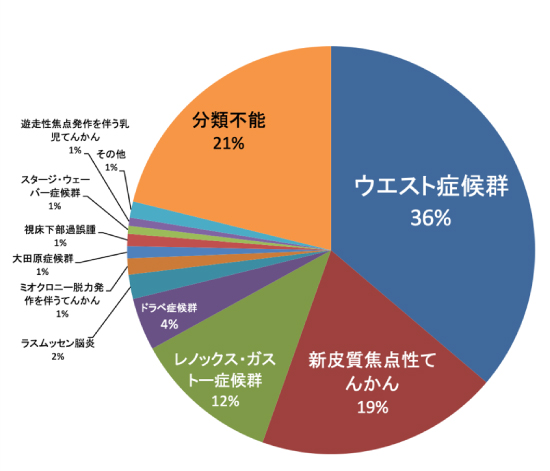 分類不能
21%
ウエスト症候群
36%
新皮質焦点性て
んかん
19%
レノックス・ガス
トー症候群
12%
ドラベ症候群
4%
ラスムッセン脳炎
2%
ミオクロニー脱力発
作を伴うてんかん
1%
大田原症候群
1%
視床下部過誤腫
1%
スタージ・ウェー
バー症候群
1%
遊走性焦点発作を伴う乳
児てんかん
1%
その他
1%